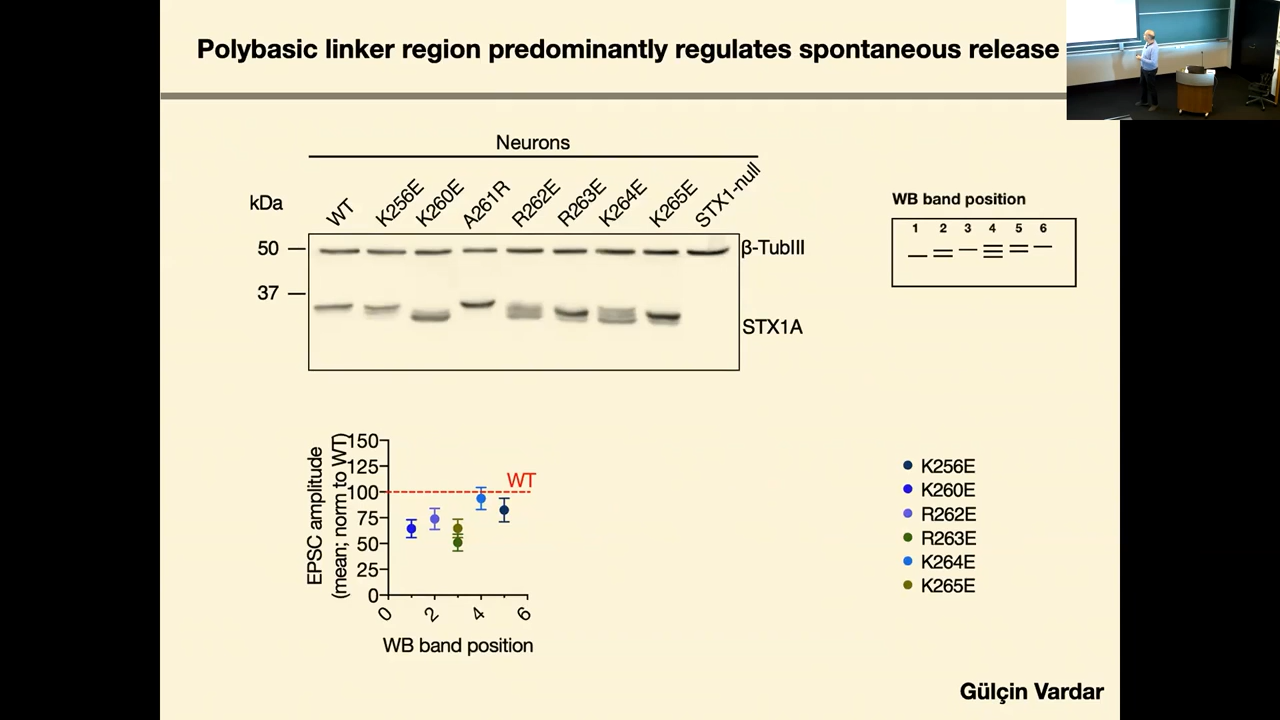 Polybasic linker region predominantly regulates spontaneous release
Neurons
kDa
WT
K256E
K260E
A261R
R262E
R263E
K264E
K265E
STX1-null
50
β-TubIII
37
STX1A
WB band position
1 2 3 4 5 6
EPSC amplitude
(mean; norm to WT)
150
125
100
75
50
25
0
WT
0 2 4 6
WB band position
K256E
K260E
R262E
R263E
K264E
K265E
Gülçin Vardar